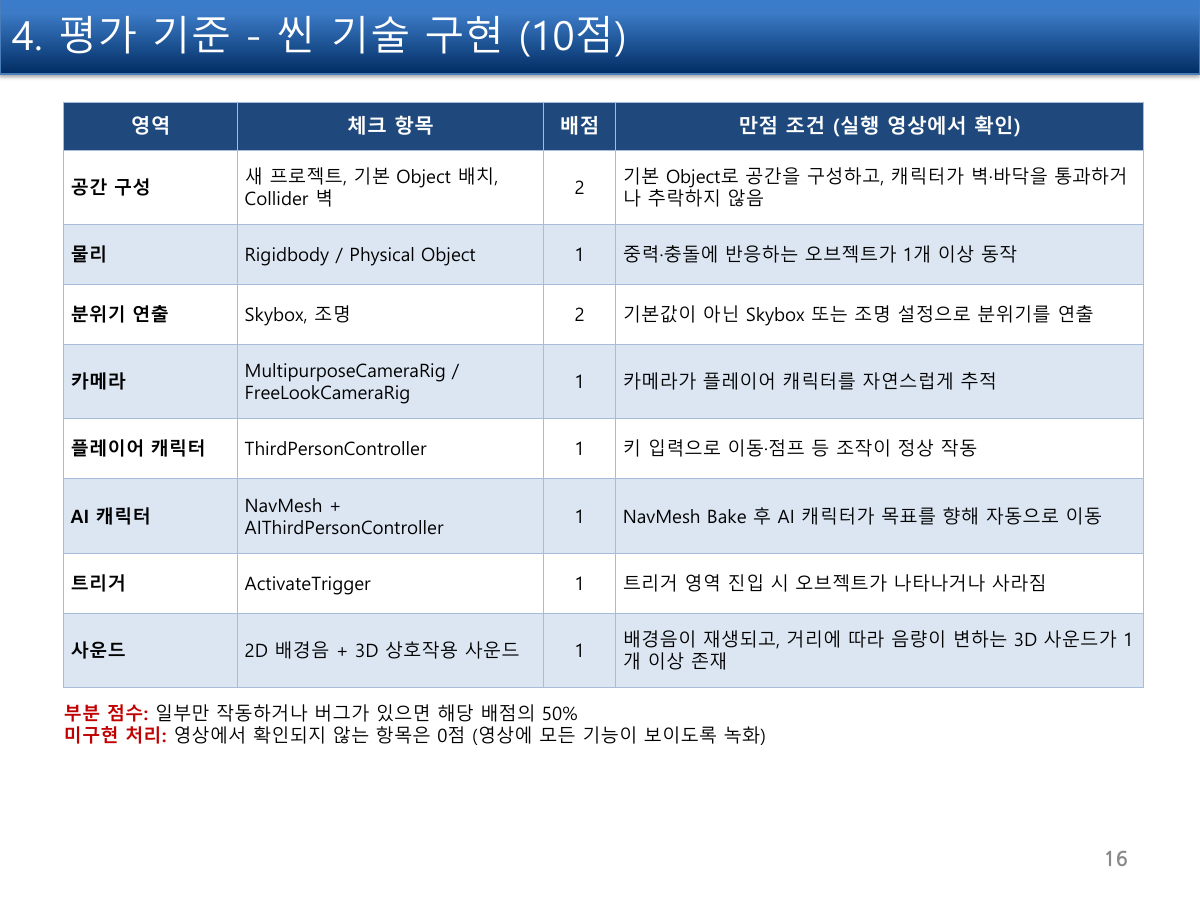 4. 평가 기준 - 씬 기술 구현 (10점)
영역 체크 항목 배점 만점 조건 (실행 영상에서 확인)
공간 구성
새 프로젝트, 기본 Object 배치,
Collider 벽
2
기본 Object로 공간을 구성하고, 캐릭터가 벽·바닥을 통과하거
나 추락하지 않음
물리 Rigidbody / Physical Object 1 중력·충돌에 반응하는 오브젝트가 1개 이상 동작
분위기 연출 Skybox, 조명 2 기본값이 아닌 Skybox 또는 조명 설정으로 분위기를 연출
카메라
MultipurposeCameraRig /
FreeLookCameraRig
1
카메라가 플레이어 캐릭터를 자연스럽게 추적
플레이어 캐릭터 ThirdPersonController 1 키 입력으로 이동·점프 등 조작이 정상 작동
AI 캐릭터
NavMesh +
AIThirdPersonController
1
NavMesh Bake 후 AI 캐릭터가 목표를 향해 자동으로 이동
트리거 ActivateTrigger 1 트리거 영역 진입 시 오브젝트가 나타나거나 사라짐
사운드
2D 배경음 + 3D 상호작용 사운드
1
배경음이 재생되고, 거리에 따라 음량이 변하는 3D 사운드가 1
개 이상 존재
부분 점수: 일부만 작동하거나 버그가 있으면 해당 배점의 50%
미구현 처리: 영상에서 확인되지 않는 항목은 0점 (영상에 모든 기능이 보이도록 녹화)
16